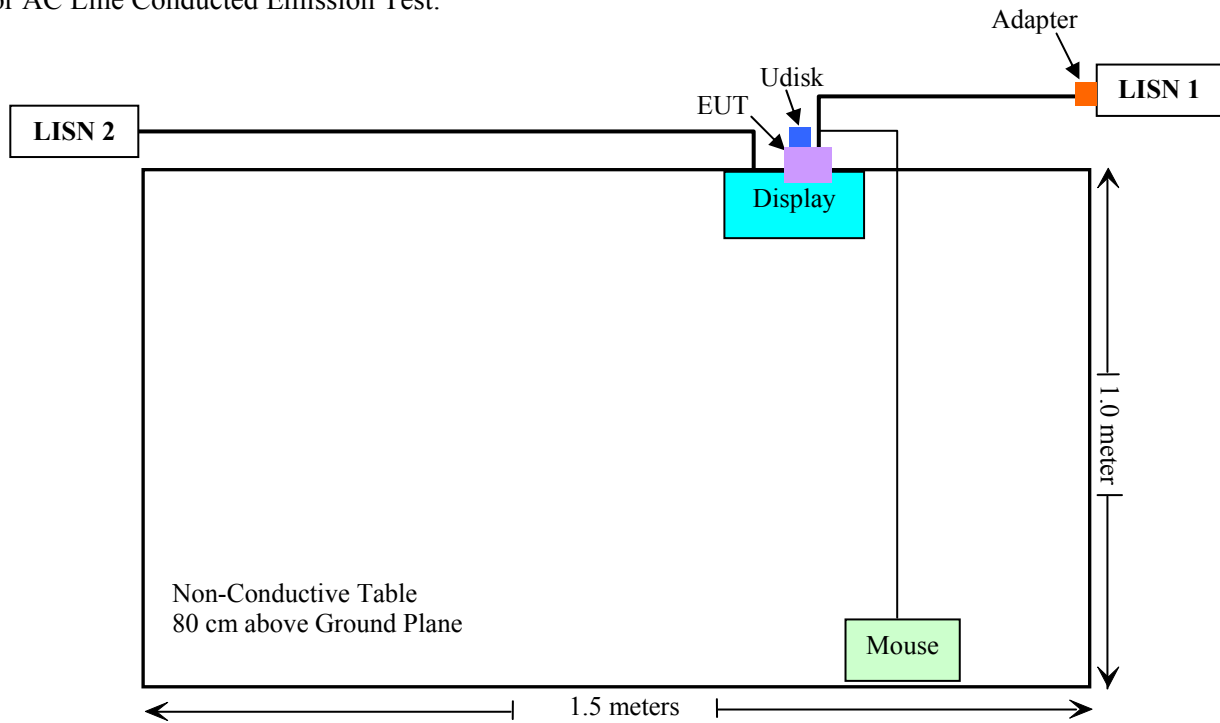 or AC Line Conducted Emission Test:
Adapter
Udisk
LISN 1
EUT
LISN 2
Display
1.0 meter
Non-Conductive Table
80 cm above Ground Plane
Mouse
1.5 meters